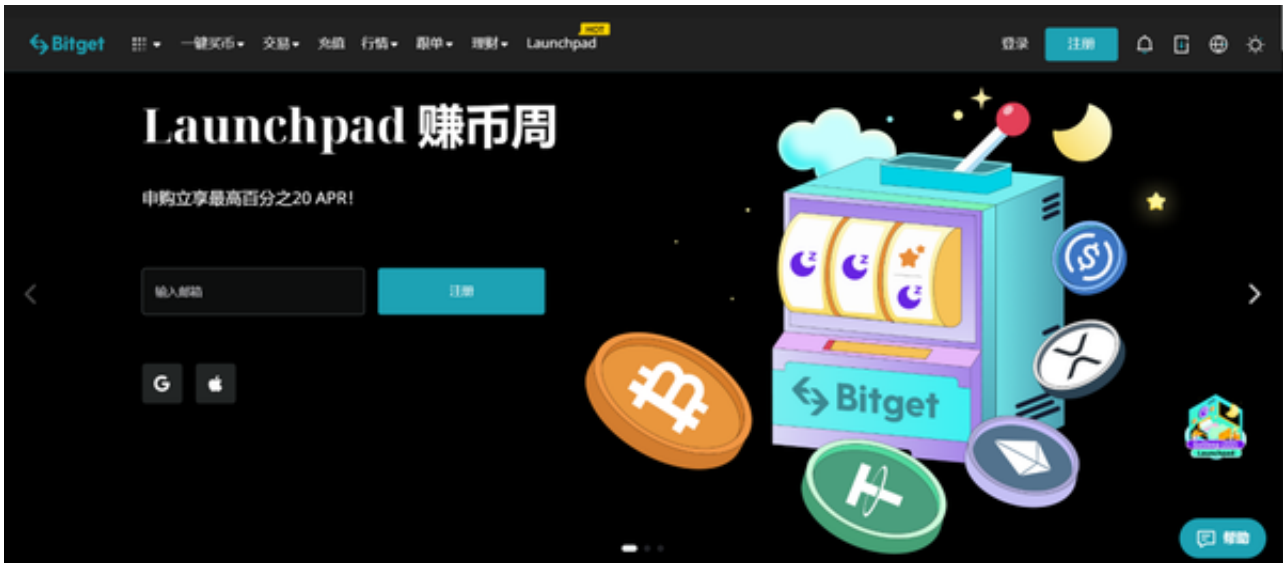 Bitget 一键买币 交易 充值 行情 跟单 理财 Launchpad HOT 登录 注册
Launchpad 赚币周
申购立享最高百分之20 APR!
输入邮箱 注册
G
Bitget
Launchpad
帮助